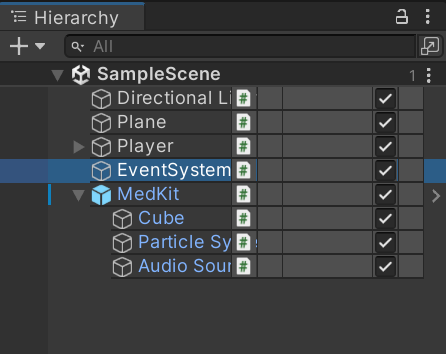 Hierarchy
All
SampleScene 1
Directional Li
Plane
Player
EventSystem
MedKit
Cube
Particle Sy
Audio Sour